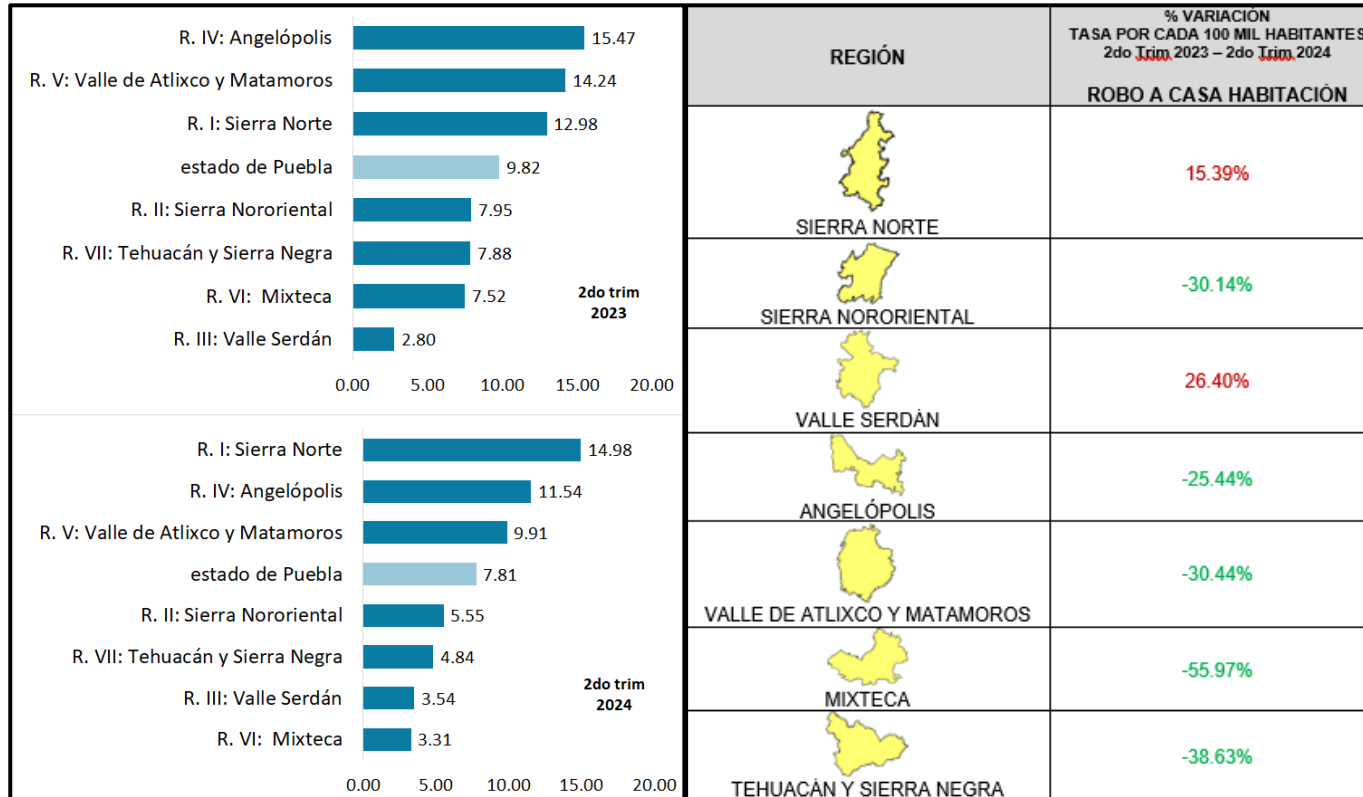 R. IV: Angelópolis 15.47
R. V: Valle de Atlixco y Matamoros 14.24
R. I: Sierra Norte 12.98
estado de Puebla 9.82
R. II: Sierra Nororiental 7.95
R. VII: Tehuacán y Sierra Negra 7.88
R. VI: Mixteca 7.52
R. III: Valle Serdán 2.80
2do trim
2023
0.00 5.00 10.00 15.00 20.00
R. I: Sierra Norte 14.98
R. IV: Angelópolis 11.54
R. V: Valle de Atlixco y Matamoros 9.91
estado de Puebla 7.81
R. II: Sierra Nororiental 5.55
R. VII: Tehuacán y Sierra Negra 4.84
R. III: Valle Serdán 3.54
R. VI: Mixteca 3.31
2do trim
2024
0.00 5.00 10.00 15.00 20.00
REGIÓN
% VARIACIÓN
TASA POR CADA 100 MIL HABITANTES
2do Trim 2023 – 2do Trim 2024
ROBO A CASA HABITACIÓN
SIERRA NORTE
15.39%
SIERRA NORORIENTAL
-30.14%
VALLE SERDÁN
26.40%
ANGELÓPOLIS
-25.44%
VALLE DE ATLIXCO Y MATAMOROS
-30.44%
MIXTECA
-55.97%
TEHUACÁN Y SIERRA NEGRA
-38.63%